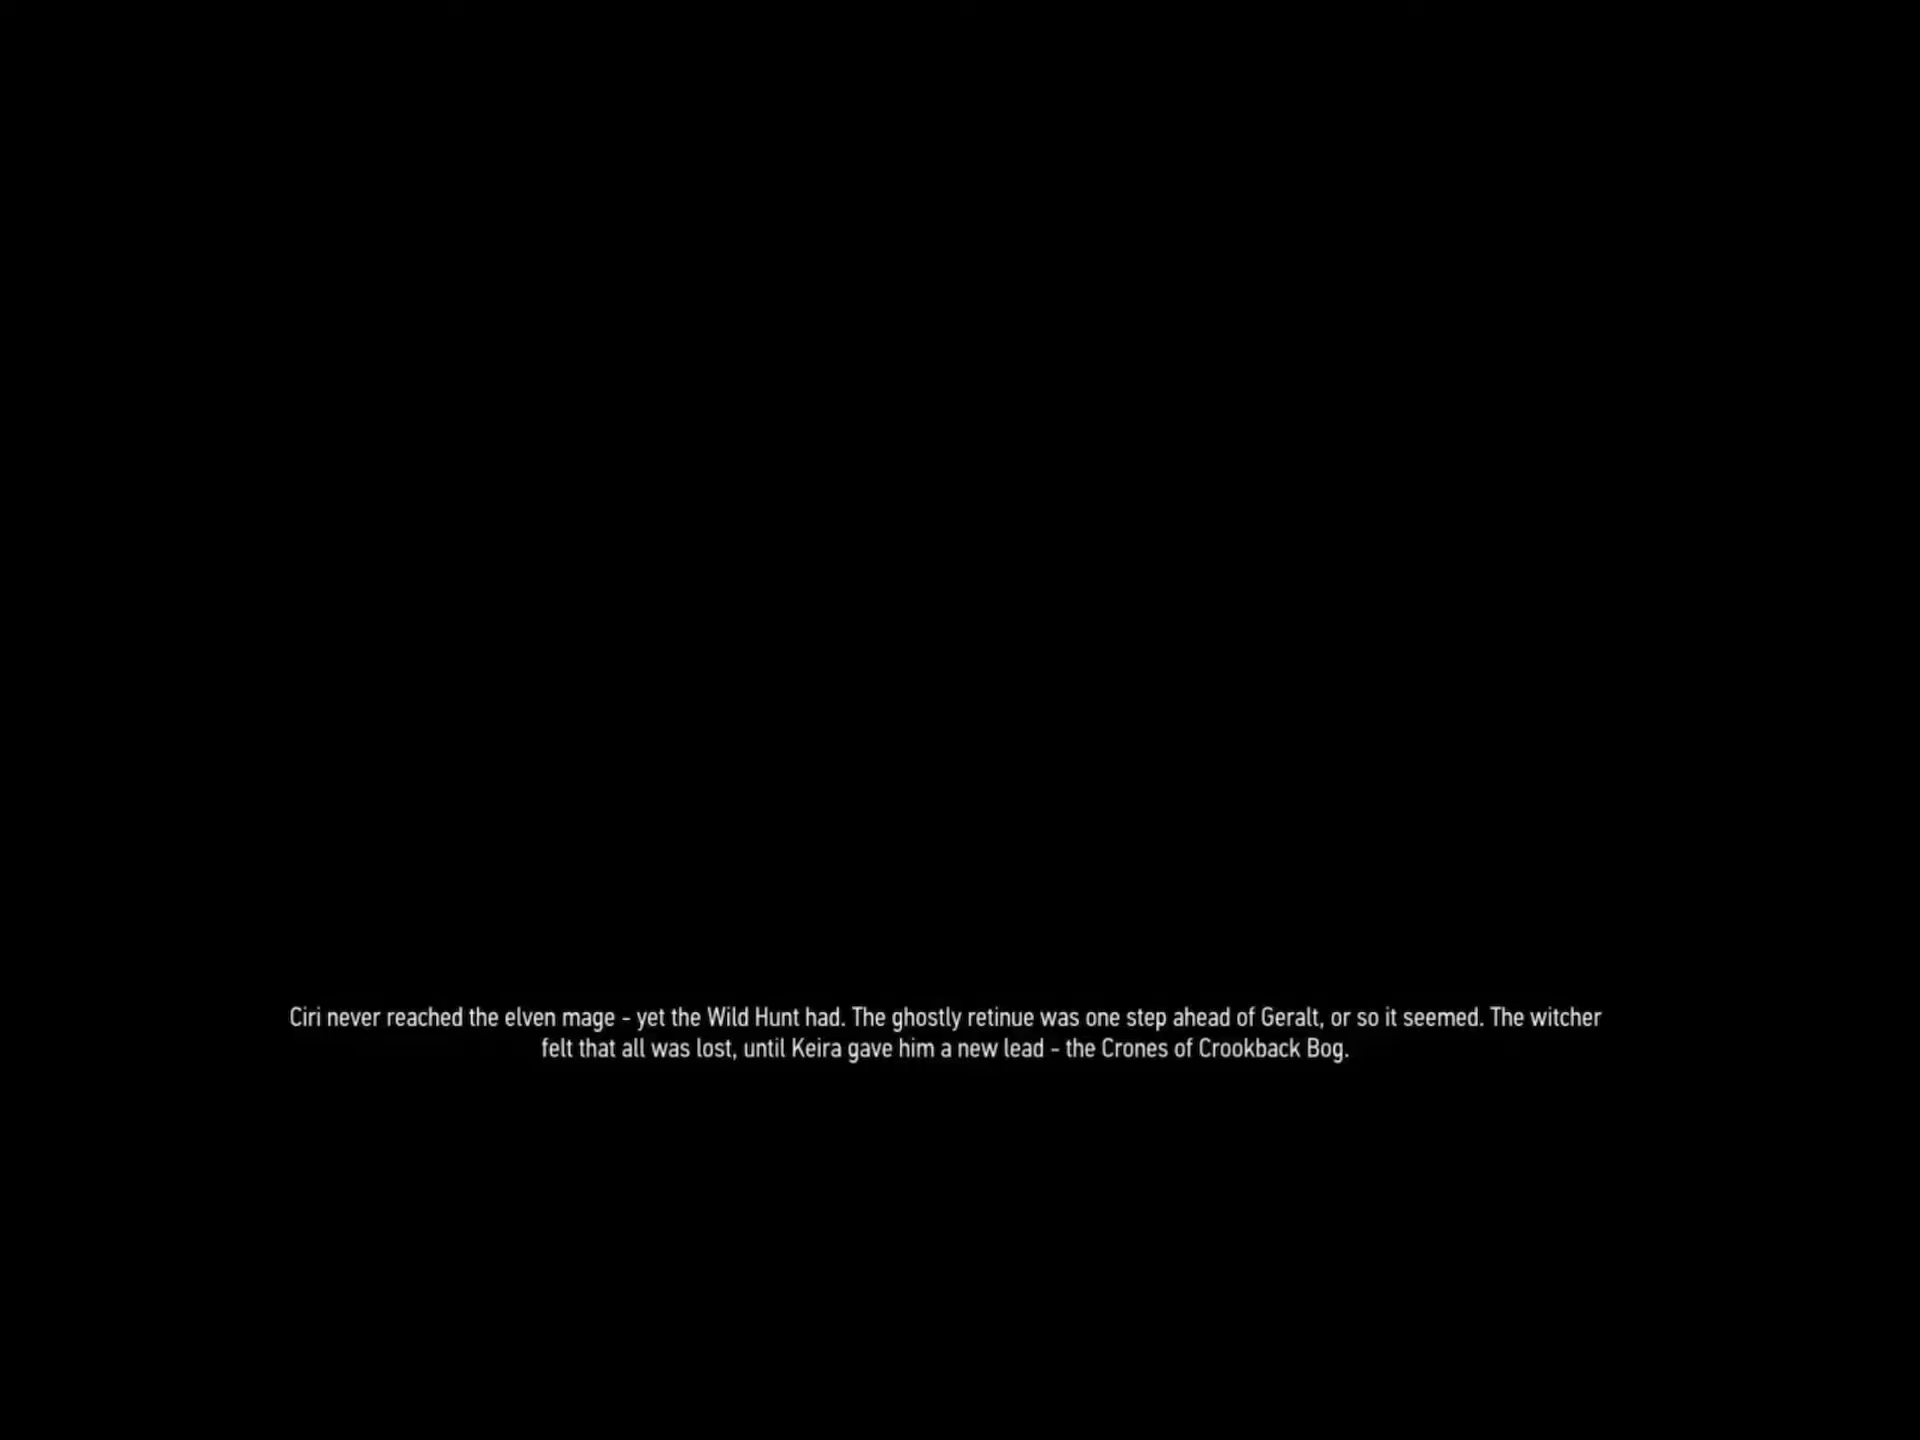 Ciri never reached the elven mage - yet the Wild Hunt had. The ghostly retinue was one step ahead of Geralt, or so it seemed. The witcher
felt that all was lost, until Keira gave him a new lead - the Crones of Crookback Bog.